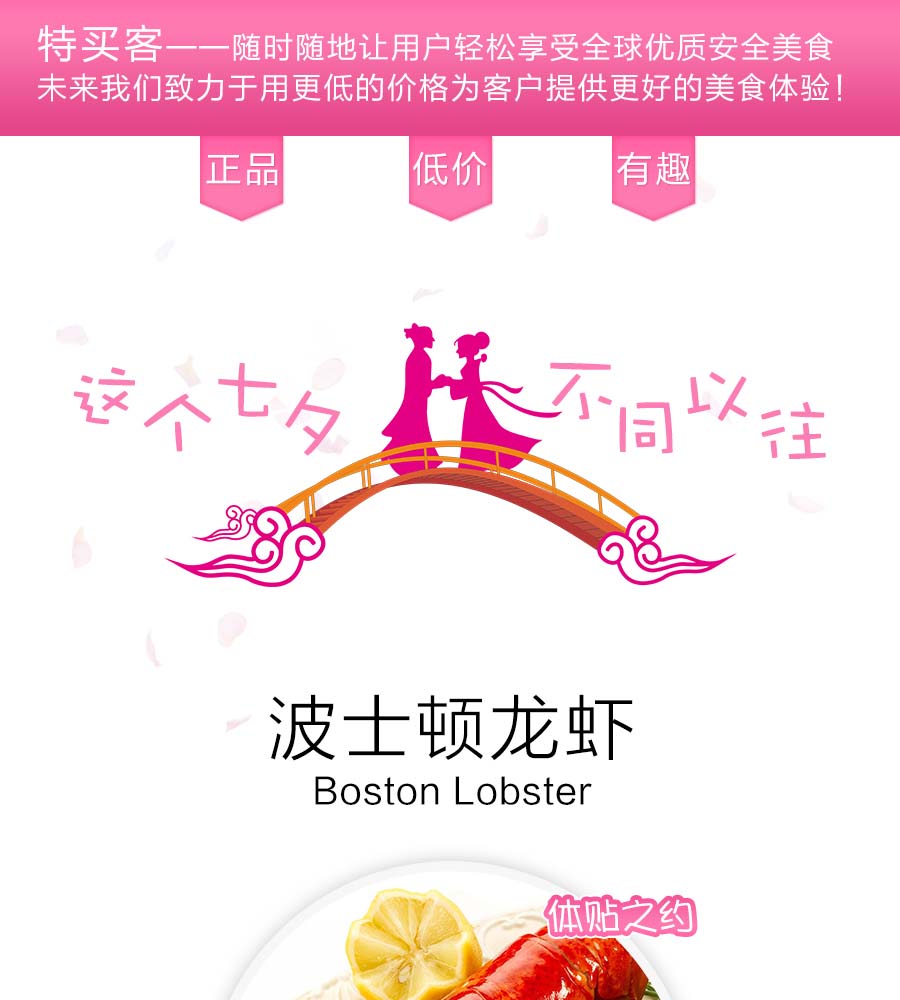 特买客——随时随地让用户轻松享受全球优质安全美食
未来我们致力于用更低的价格为客户提供更好的美食体验！
正品 低价 有趣
这个七夕 不同以往
波士顿龙虾
Boston Lobster
体贴之约